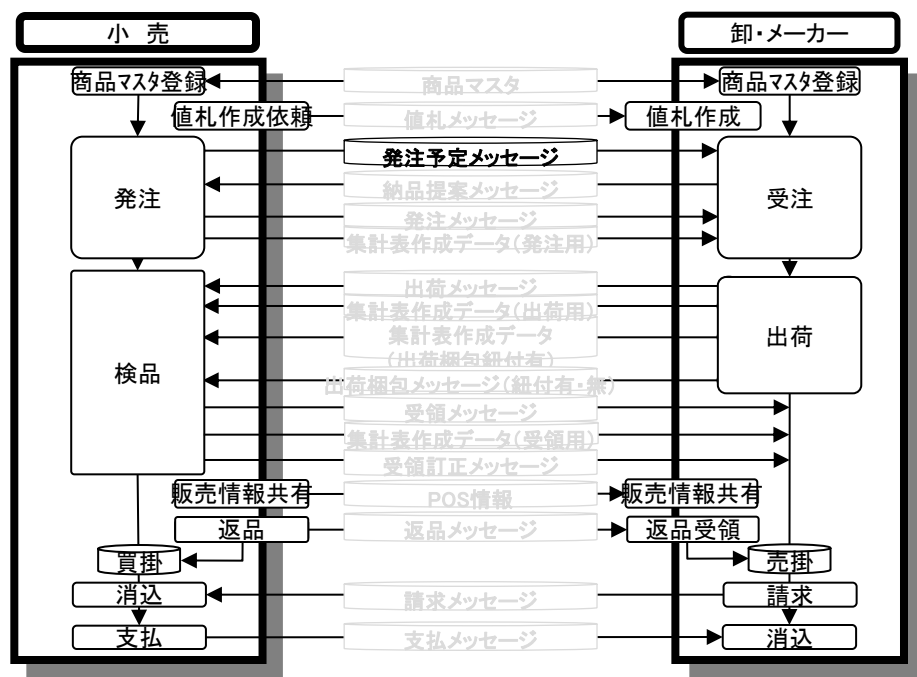 小 売
卸・メーカー
商品マスタ登録
商品マスタ
商品マスタ登録
値札作成依頼
値札メッセージ
値札作成
発注予定メッセージ
発注
納品提案メッセージ
受注
発注メッセージ
集計表作成データ(発注用)
出荷メッセージ
集計表作成データ(出荷用)
集計表作成データ
(出荷梱包紐付有)
出荷
検品
出荷梱包メッセージ(紐付有・無)
受領メッセージ
集計表作成データ(受領用)
受領訂正メッセージ
販売情報共有
POS情報
販売情報共有
返品
返品メッセージ
返品受領
買掛
売掛
消込
請求メッセージ
請求
支払
支払メッセージ
消込